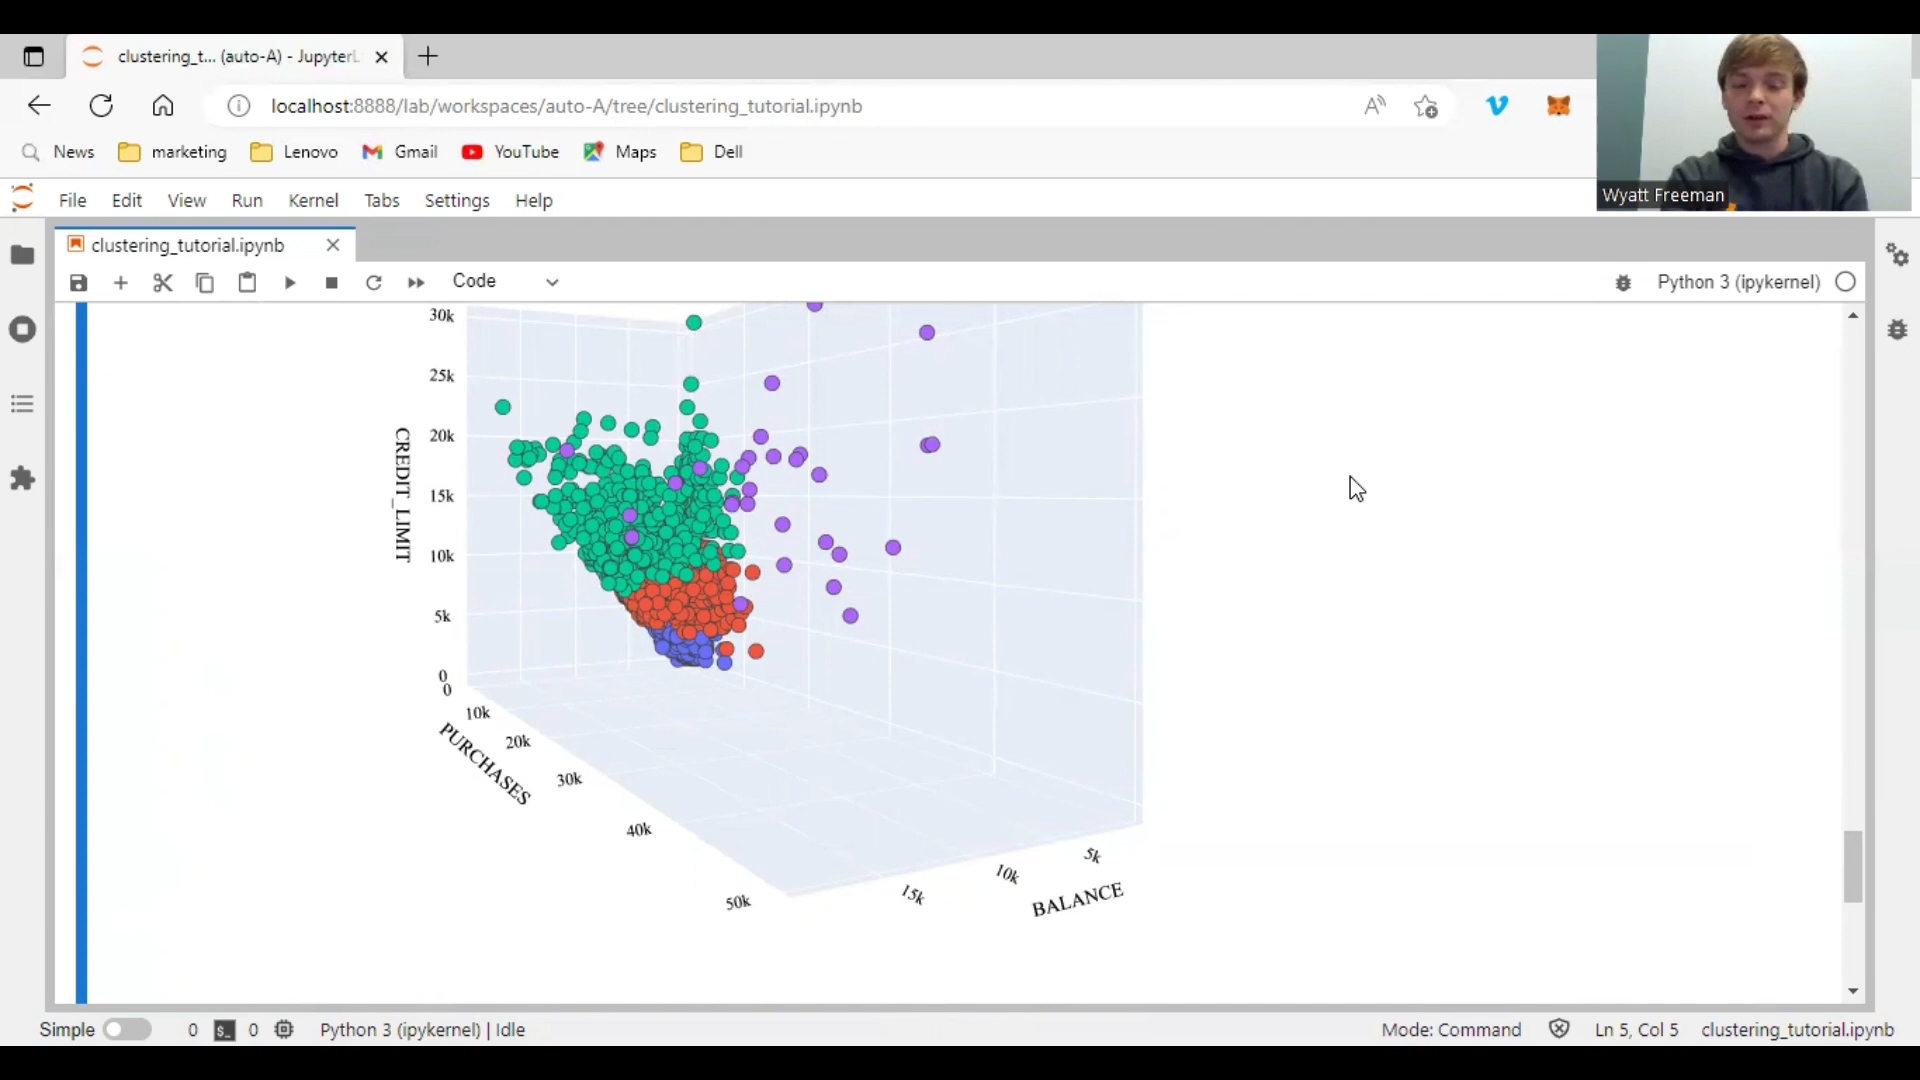 clustering_t... (auto-A) - JupyterL
localhost:8888/lab/workspaces/auto-A/tree/clustering_tutorial.ipynb
News marketing Lenovo Gmail YouTube Maps Dell
Wyatt Freeman
File Edit View Run Kernel Tabs Settings Help
clustering_tutorial.ipynb
Code
Python 3 (ipykernel)
30k
25k
20k
15k
10k
5k
0
CREDIT_LIMIT
0
10k
20k
30k
40k
50k
PURCHASES
15k
10k
5k
BALANCE
Simple 0 $_ 0 Python 3 (ipykernel) | Idle Mode: Command Ln 5, Col 5 clustering_tutorial.ipynb